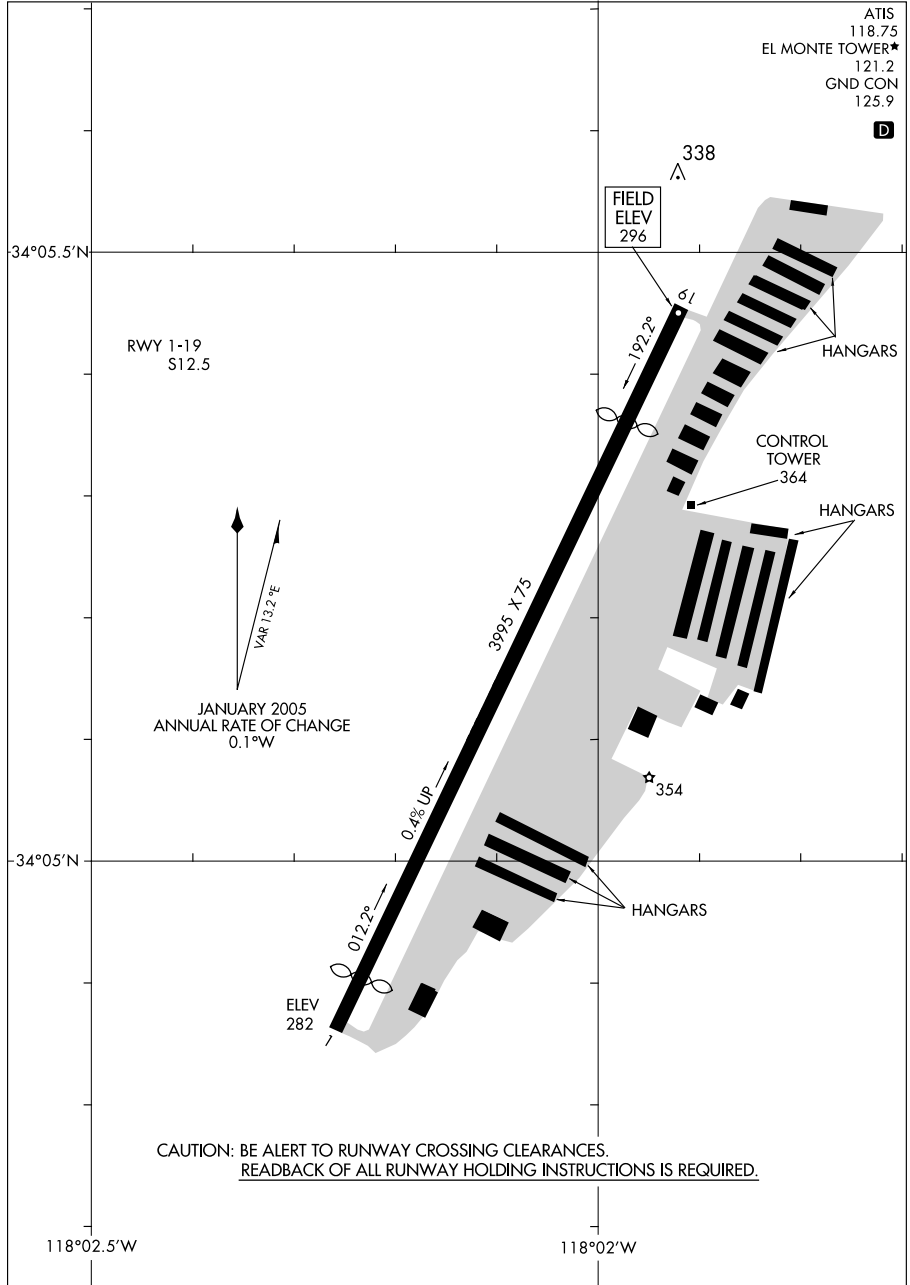 ATIS
118.75
EL MONTE TOWER★
121.2
GND CON
125.9
D
338
FIELD
ELEV
296
34°05.5'N
19
192.2°
RWY 1-19
S12.5
HANGARS
CONTROL
TOWER
364
HANGARS
3995 X 75
VAR 13.2 °E
JANUARY 2005
ANNUAL RATE OF CHANGE
0.1°W
354
0.4% UP
34°05'N
012.2°
HANGARS
ELEV
282
1
CAUTION: BE ALERT TO RUNWAY CROSSING CLEARANCES.
READBACK OF ALL RUNWAY HOLDING INSTRUCTIONS IS REQUIRED.
118°02.5'W
118°02'W